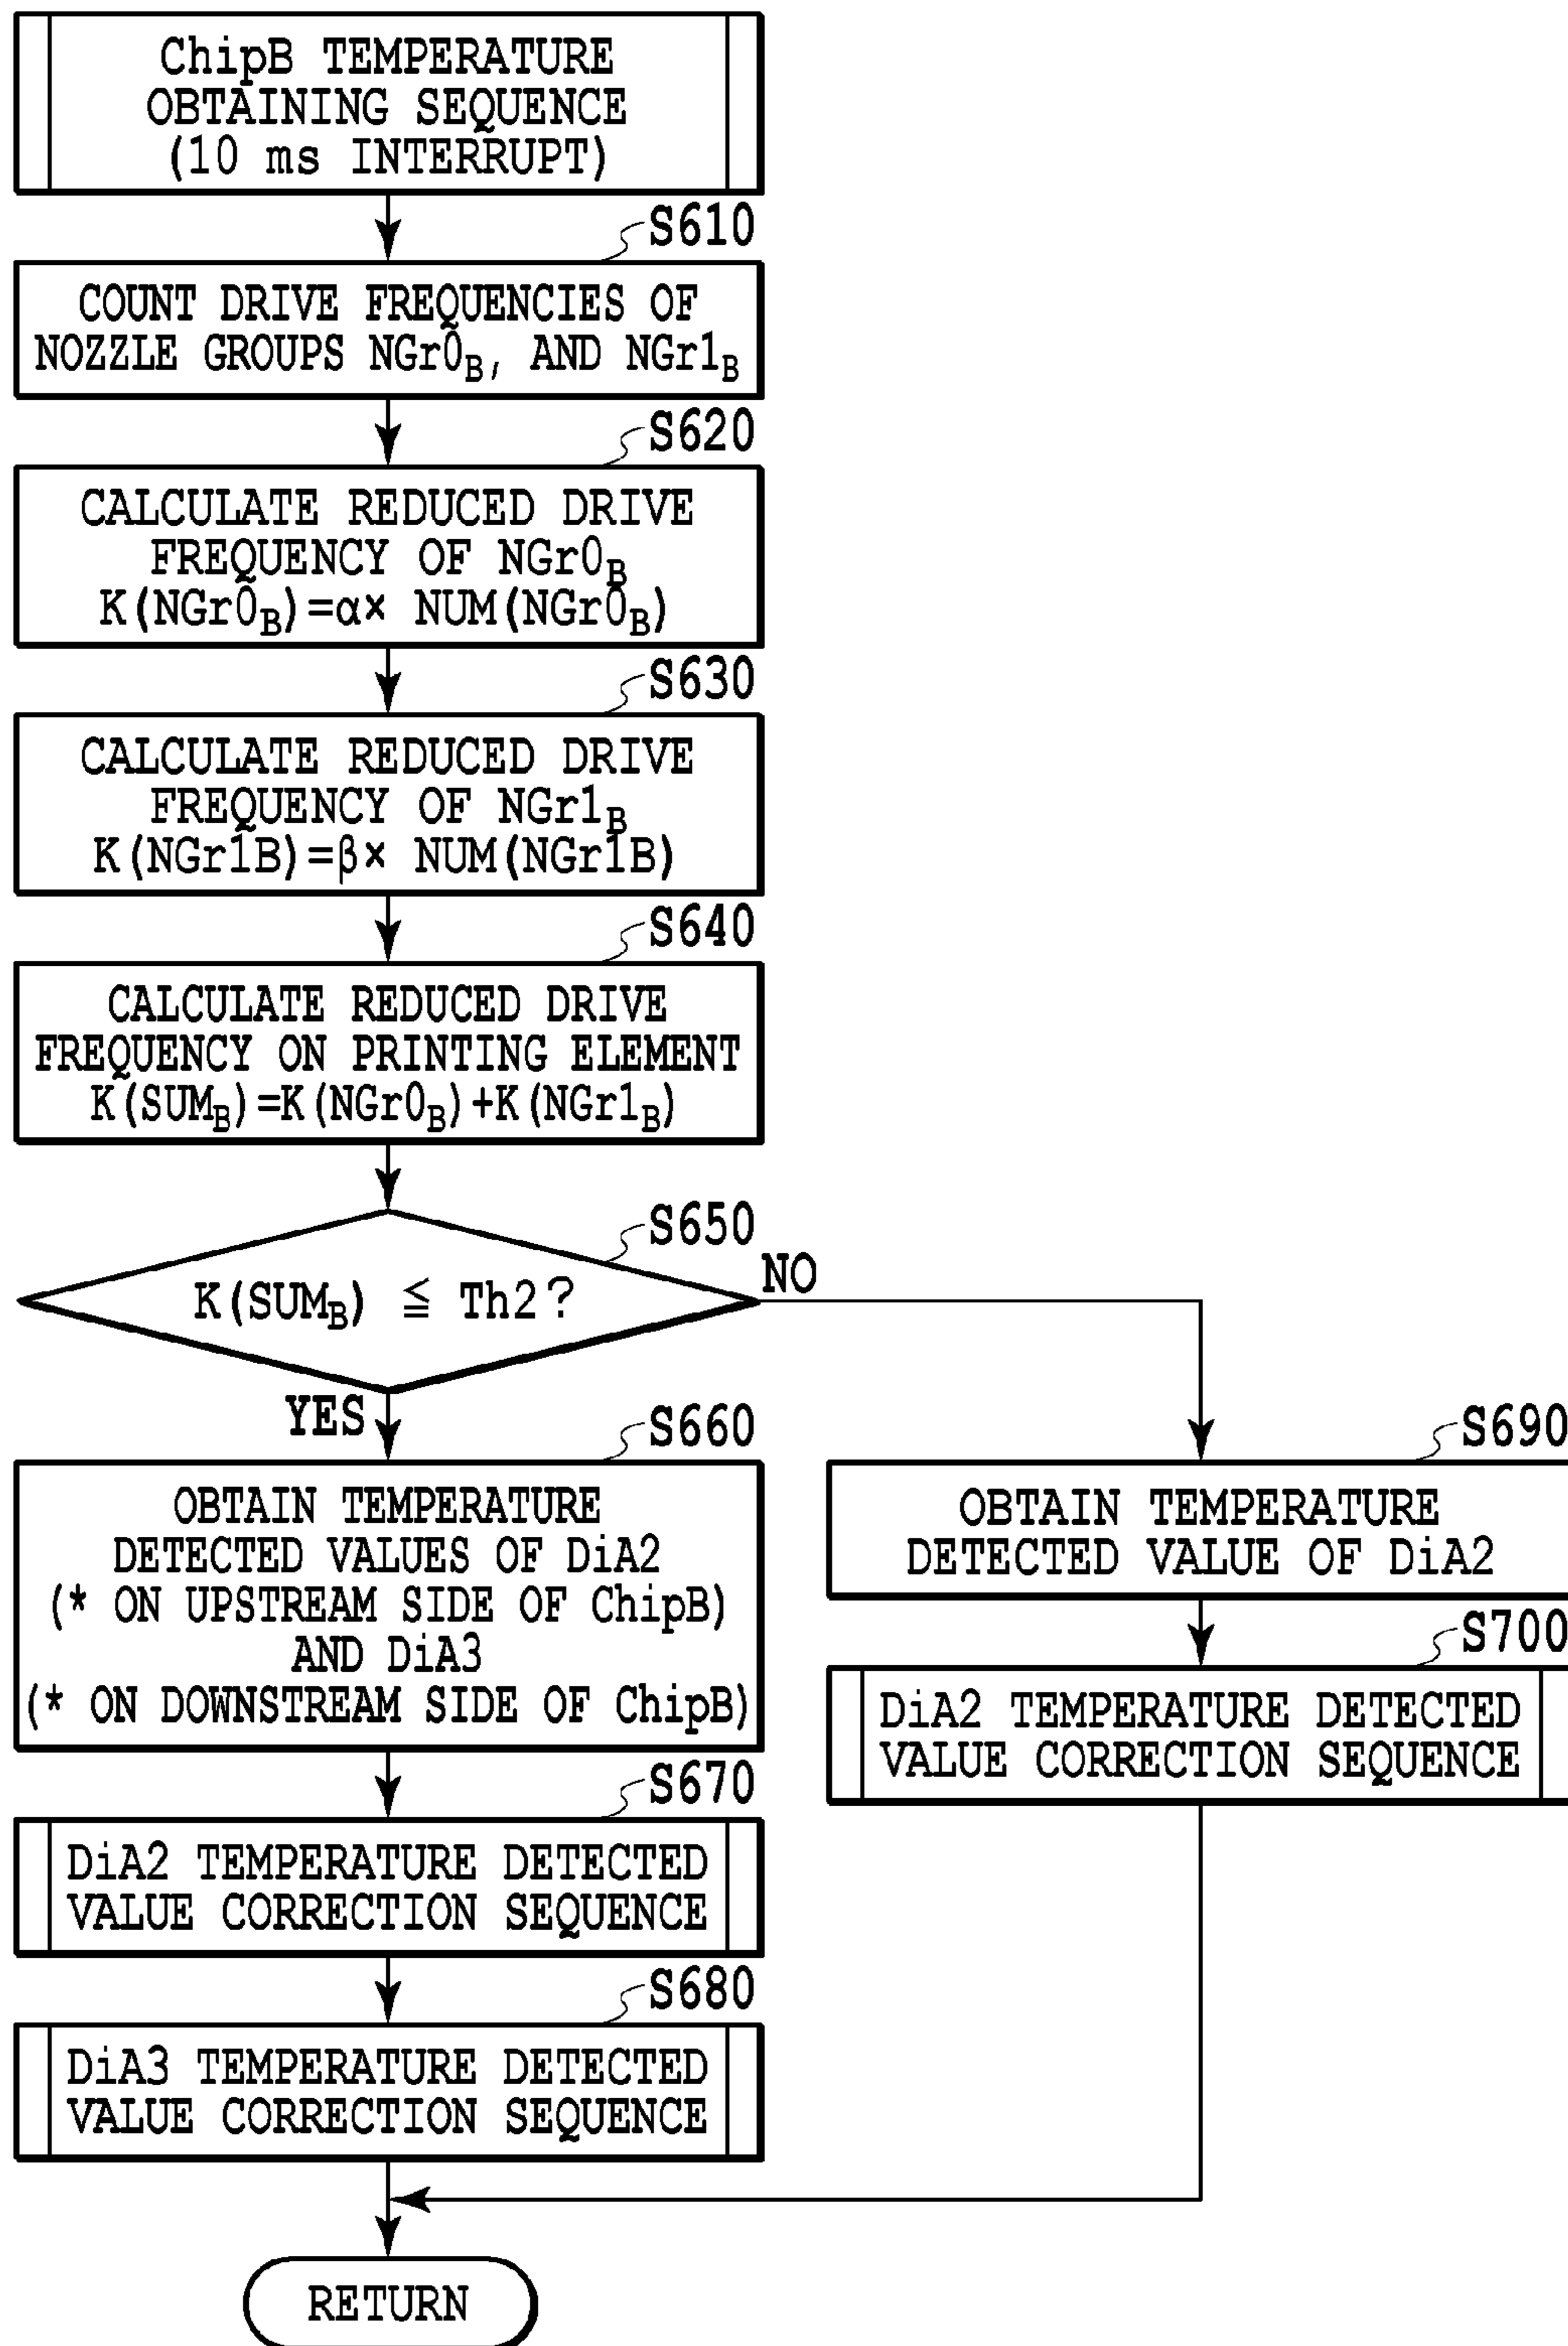 ChipB TEMPERATURE
OBTAINING SEQUENCE
(10 ms INTERRUPT)
S610
COUNT DRIVE FREQUENCIES OF
NOZZLE GROUPS NGr0B, AND NGr1B
S620
CALCULATE REDUCED DRIVE
FREQUENCY OF NGr0B
K(NGr0B)=α× NUM(NGr0B)
S630
CALCULATE REDUCED DRIVE
FREQUENCY OF NGr1B
K(NGr1B)=β× NUM(NGr1B)
S640
CALCULATE REDUCED DRIVE
FREQUENCY ON PRINTING ELEMENT
K(SUMB)=K(NGr0B)+K(NGr1B)
S650
K(SUMB) ≦ Th2?
NO
YES
S660
OBTAIN TEMPERATURE
DETECTED VALUES OF DiA2
(* ON UPSTREAM SIDE OF ChipB)
AND DiA3
(* ON DOWNSTREAM SIDE OF ChipB)
S670
DiA2 TEMPERATURE DETECTED
VALUE CORRECTION SEQUENCE
S680
DiA3 TEMPERATURE DETECTED
VALUE CORRECTION SEQUENCE
S690
OBTAIN TEMPERATURE
DETECTED VALUE OF DiA2
S700
DiA2 TEMPERATURE DETECTED
VALUE CORRECTION SEQUENCE
RETURN